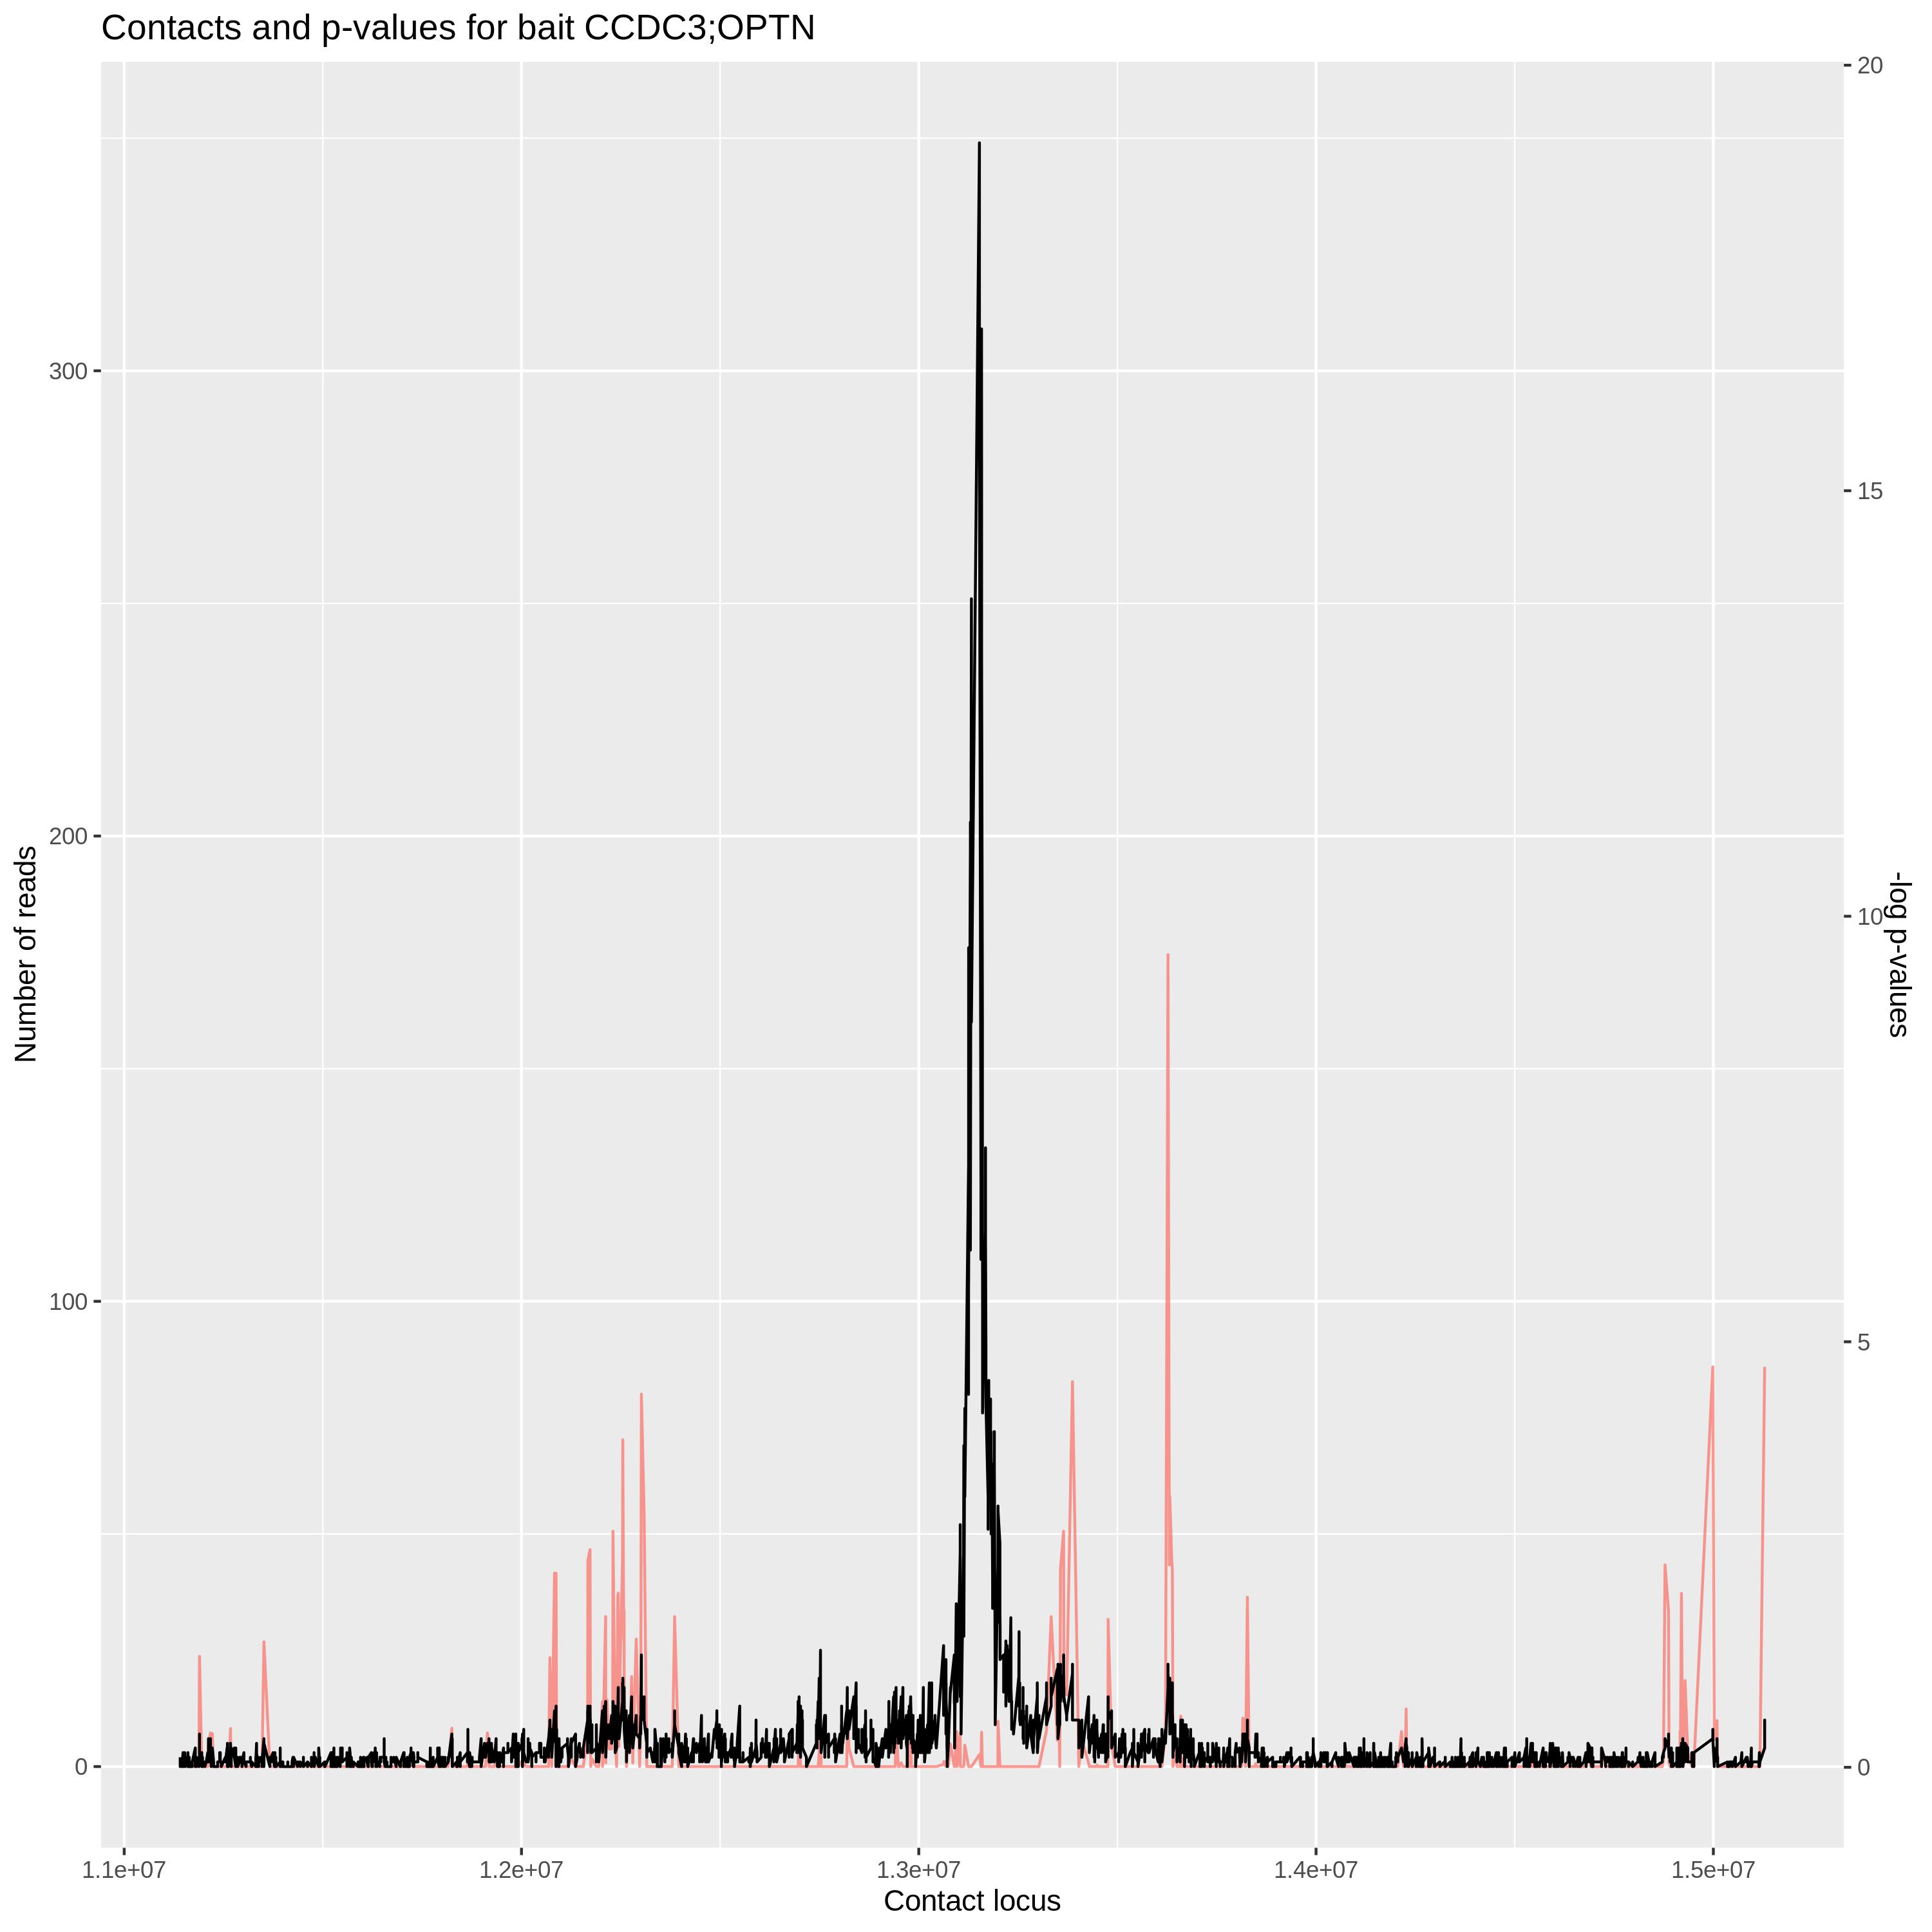 Contacts and p-values for bait CCDC3;OPTN
Number of reads
300
200
100
0
20
15
10
5
0
-log p-values
1.1e+07
1.2e+07
1.3e+07
1.4e+07
1.5e+07
Contact locus